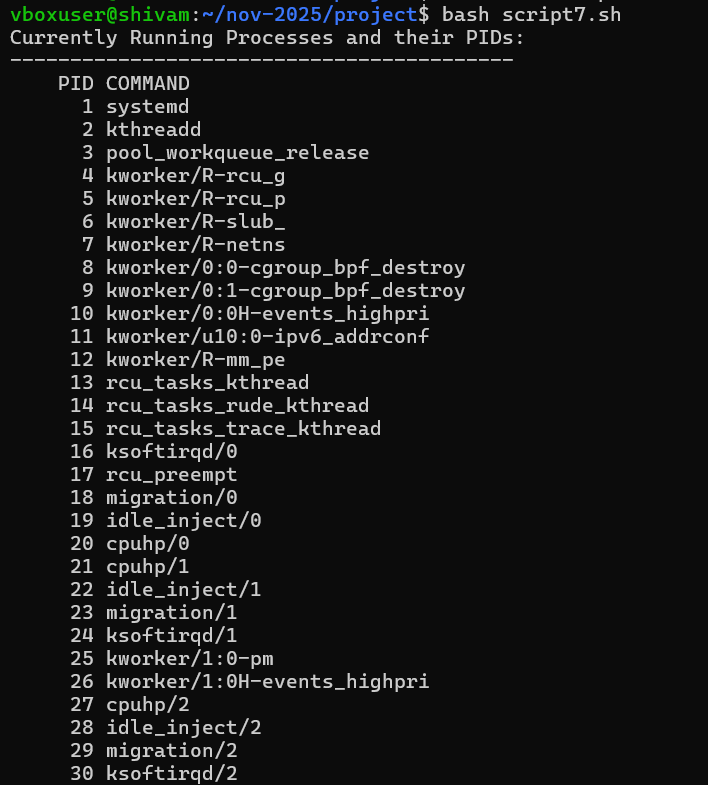 vboxuser@shivam:~/nov-2025/project$ bash script7.sh
Currently Running Processes and their PIDs:
------------------------------------------
    PID COMMAND
      1 systemd
      2 kthreadd
      3 pool_workqueue_release
      4 kworker/R-rcu_g
      5 kworker/R-rcu_p
      6 kworker/R-slub_
      7 kworker/R-netns
      8 kworker/0:0-cgroup_bpf_destroy
      9 kworker/0:1-cgroup_bpf_destroy
     10 kworker/0:0H-events_highpri
     11 kworker/u10:0-ipv6_addrconf
     12 kworker/R-mm_pe
     13 rcu_tasks_kthread
     14 rcu_tasks_rude_kthread
     15 rcu_tasks_trace_kthread
     16 ksoftirqd/0
     17 rcu_preempt
     18 migration/0
     19 idle_inject/0
     20 cpuhp/0
     21 cpuhp/1
     22 idle_inject/1
     23 migration/1
     24 ksoftirqd/1
     25 kworker/1:0-pm
     26 kworker/1:0H-events_highpri
     27 cpuhp/2
     28 idle_inject/2
     29 migration/2
     30 ksoftirqd/2